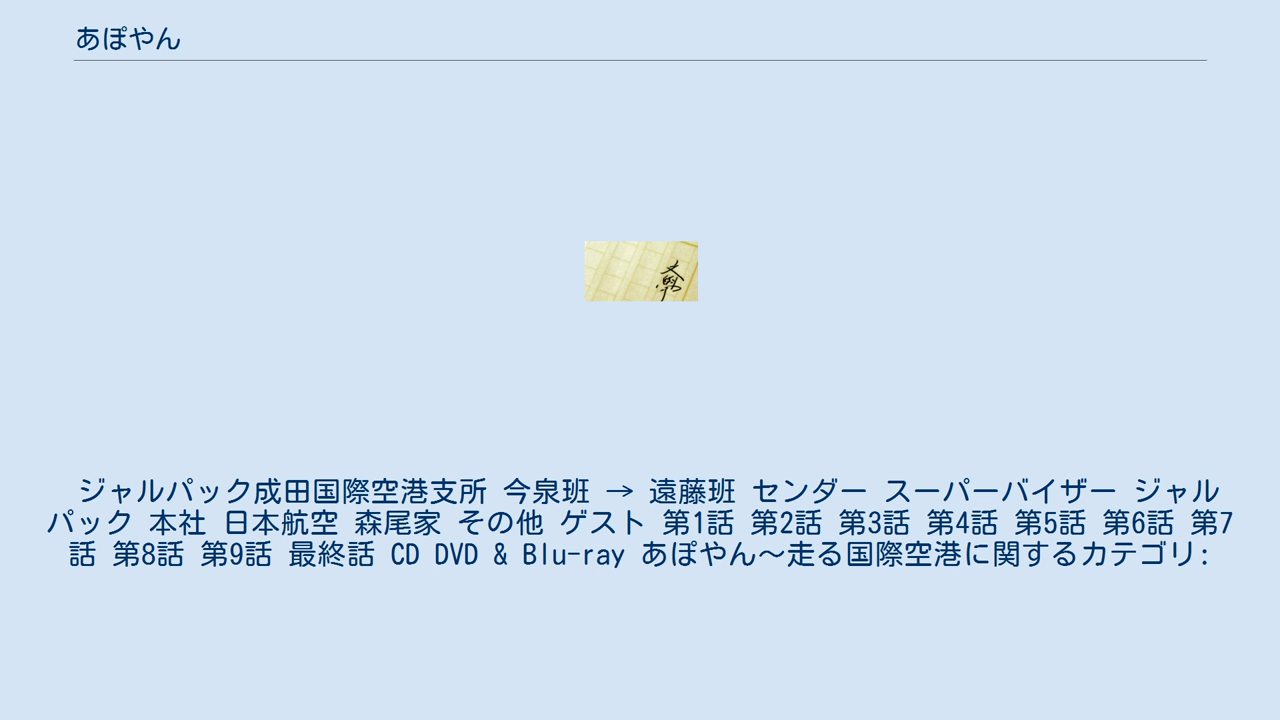 あぽやん
ジャルパック成田国際空港支所 今泉班 → 遠藤班 センダー スーパーバイザー ジャル
パック 本社 日本航空 森尾家 その他 ゲスト 第1話 第2話 第3話 第4話 第5話 第6話 第7
話 第8話 第9話 最終話 CD DVD & Blu-ray あぽやん〜走る国際空港に関するカテゴリ: